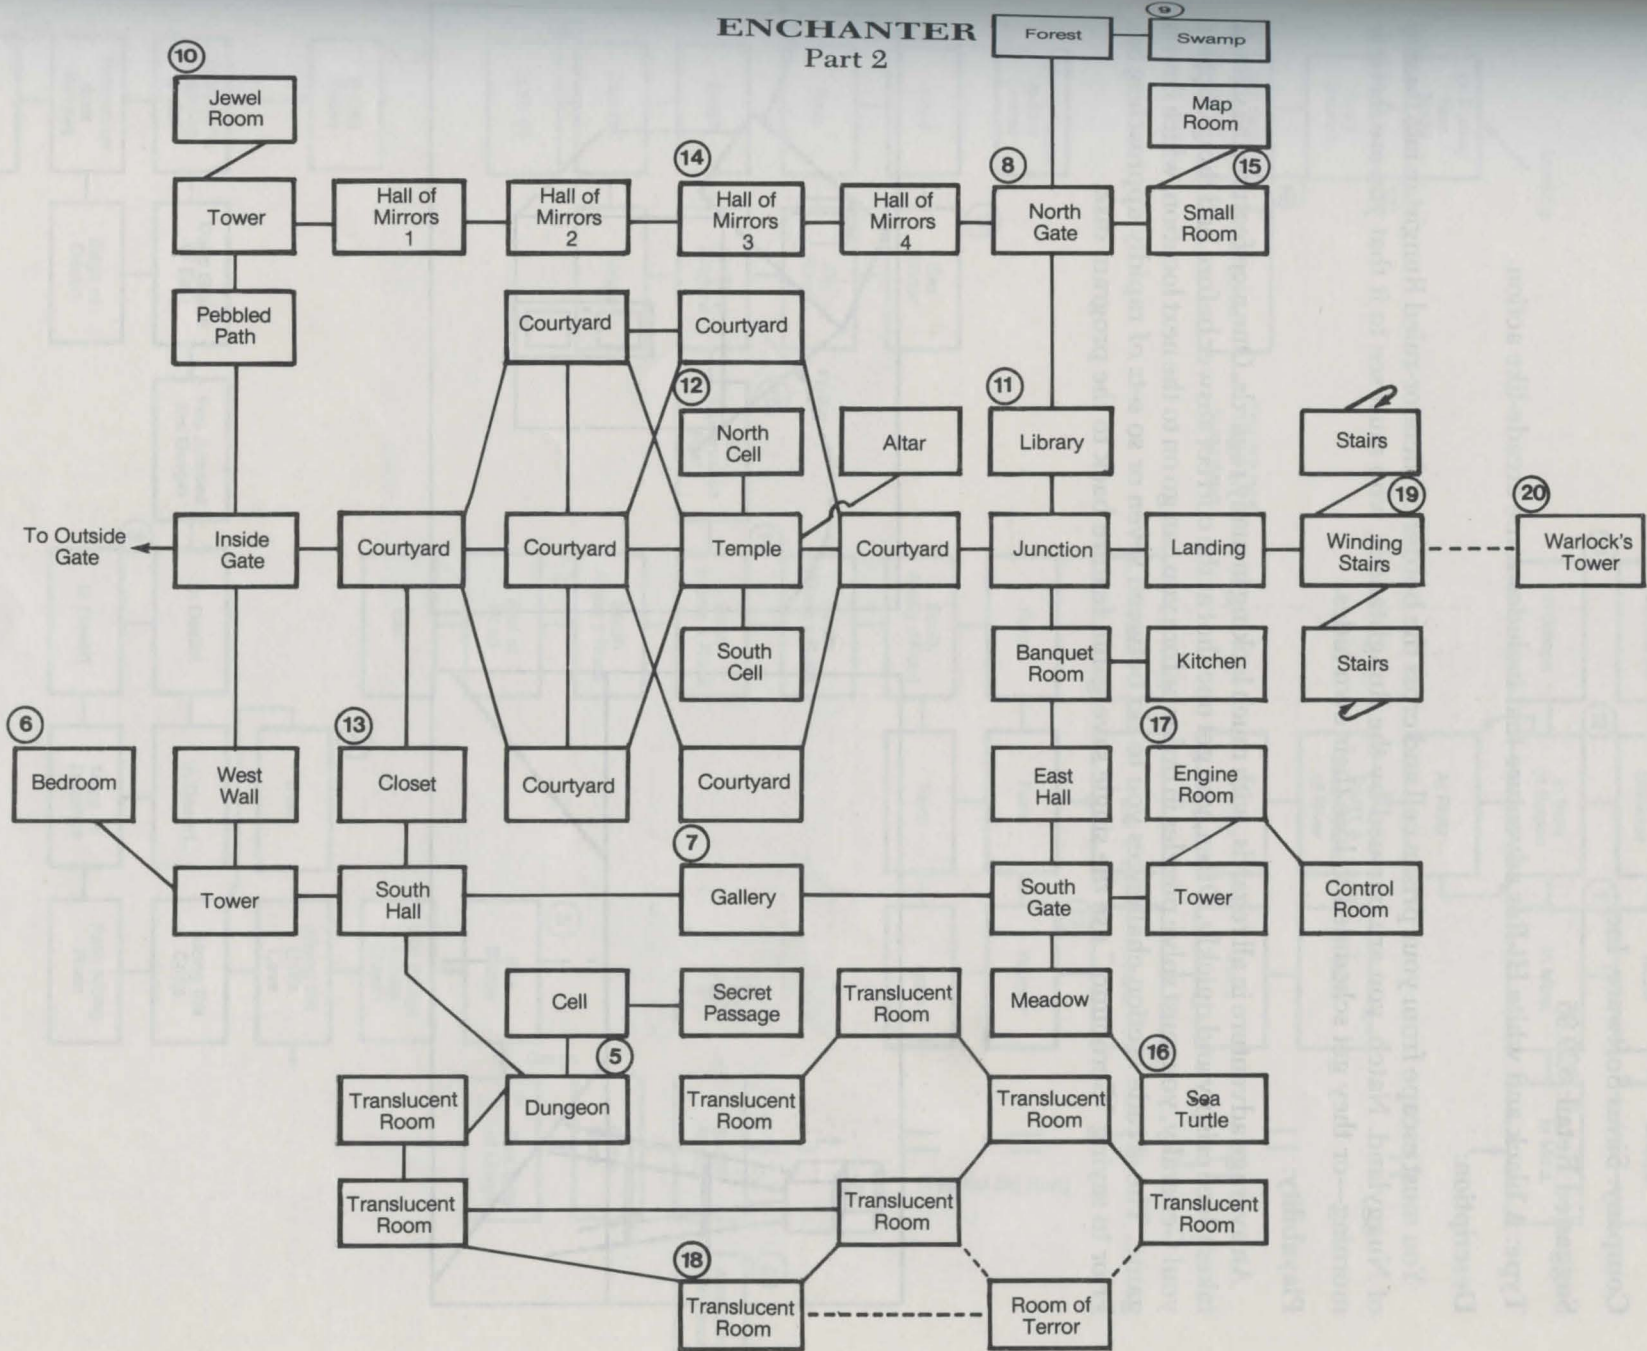 ENCHANTER
Part 2
Forest
9
Swamp
10
Jewel
Room
Map
Room
14
8
15
Tower
Hall of
Mirrors
1
Hall of
Mirrors
2
Hall of
Mirrors
3
Hall of
Mirrors
4
North
Gate
Small
Room
Pebbled
Path
Courtyard
Courtyard
12
11
North
Cell
Altar
Library
Stairs
19
20
To Outside
Gate
Inside
Gate
Courtyard
Courtyard
Temple
Courtyard
Junction
Landing
Winding
Stairs
Warlock's
Tower
South
Cell
Banquet
Room
Kitchen
Stairs
6
13
17
Bedroom
West
Wall
Closet
Courtyard
Courtyard
East
Hall
Engine
Room
7
Tower
South
Hall
Gallery
South
Gate
Tower
Control
Room
Cell
Secret
Passage
Translucent
Room
Meadow
5
16
Translucent
Room
Dungeon
Translucent
Room
Translucent
Room
Sea
Turtle
Translucent
Room
Translucent
Room
Translucent
Room
18
Translucent
Room
Room of
Terror